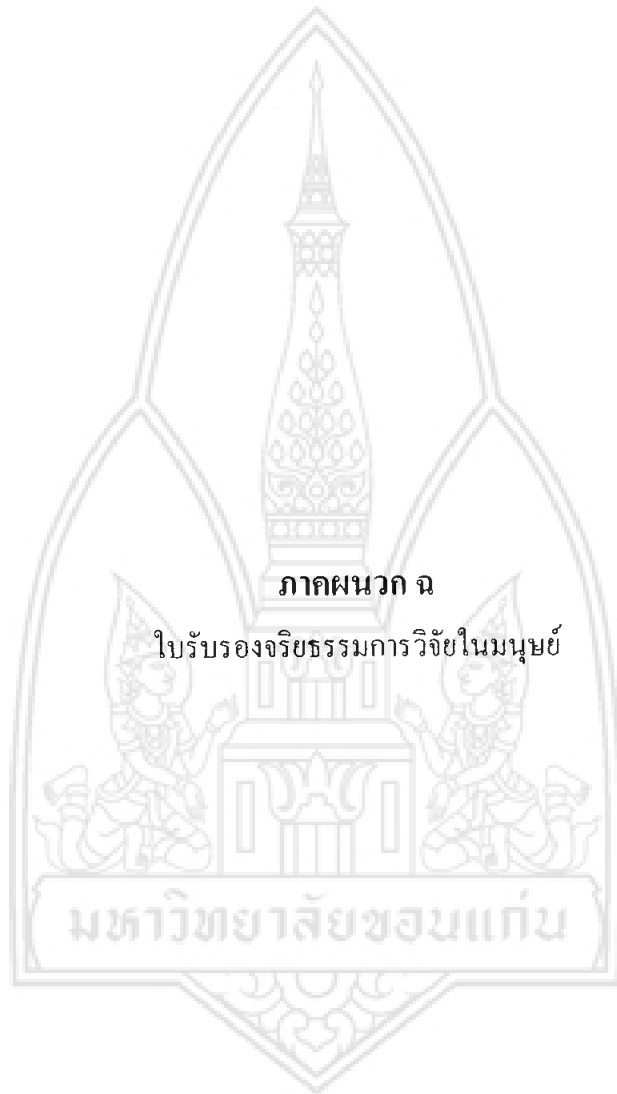 ภาคผนวก ฉ
ใบรับรองจริยธรรมการวิจัยในมนุษย์
มหาวิทยาลัยขอนแก่น